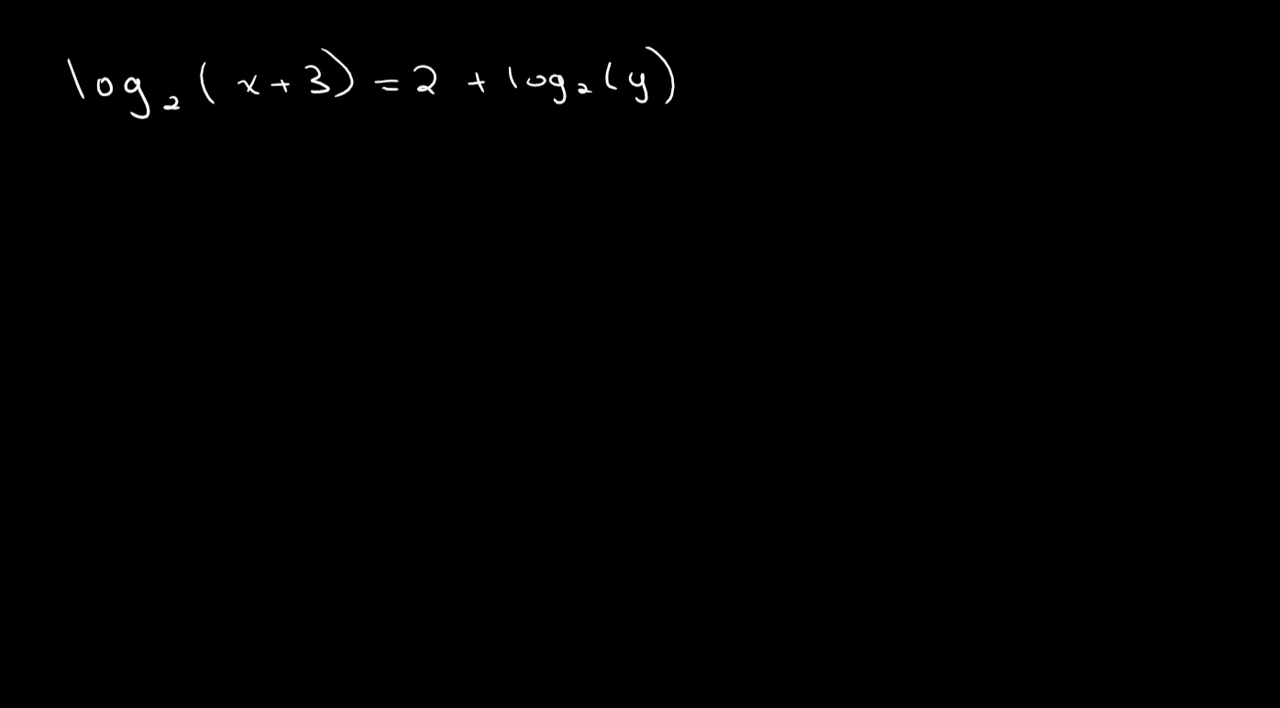 log₂(x+3) = 2 + log₂(y)